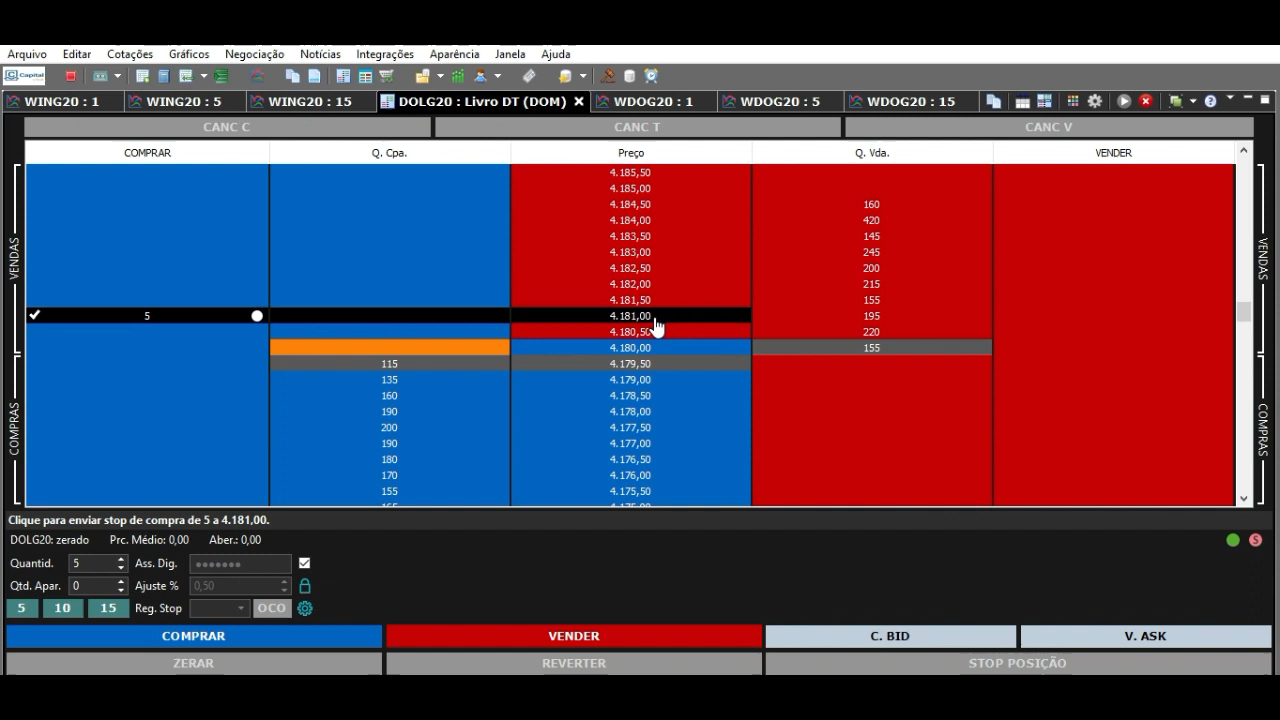 Arquivo Editar Cotações Gráficos Negociação Notícias Integrações Aparência Janela Ajuda
Capital
WING20 : 1 WING20 : 5 WING20 : 15 DOLG20 : Livro DT (DOM) WDOG20 : 1 WDOG20 : 5 WDOG20 : 15
CANC C CANC T CANC V
COMPRAR Q. Cpa. Preço Q. Vda. VENDER
4.185,50
4.185,00
4.184,50 160
4.184,00 420
4.183,50 145
4.183,00 245
4.182,50 200
4.182,00 215
4.181,50 155
5 4.181,00 195
4.180,50 220
4.180,00 155
115 4.179,50
135 4.179,00
160 4.178,50
190 4.178,00
200 4.177,50
190 4.177,00
180 4.176,50
170 4.176,00
155 4.175,50
VENDAS
COMPRAS
VENDAS
COMPRAS
Clique para enviar stop de compra de 5 a 4.181,00.
DOLG20: zerado Prc. Médio: 0,00 Aber.: 0,00 S
Quantid. 5 Ass. Dig. •••••••
Qtd. Apar. 0 Ajuste % 0,50
5 10 15 Reg. Stop OCO
COMPRAR VENDER C. BID V. ASK
ZERAR REVERTER STOP POSIÇÃO